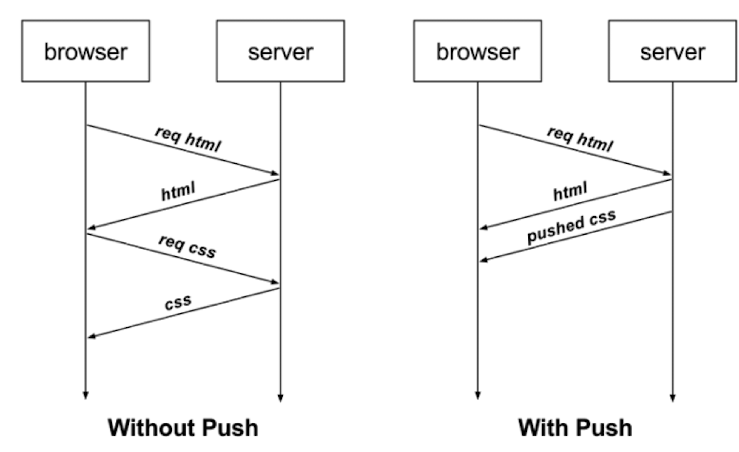 browser
server
req html
html
req css
css
Without Push
browser
server
req html
html
pushed css
With Push